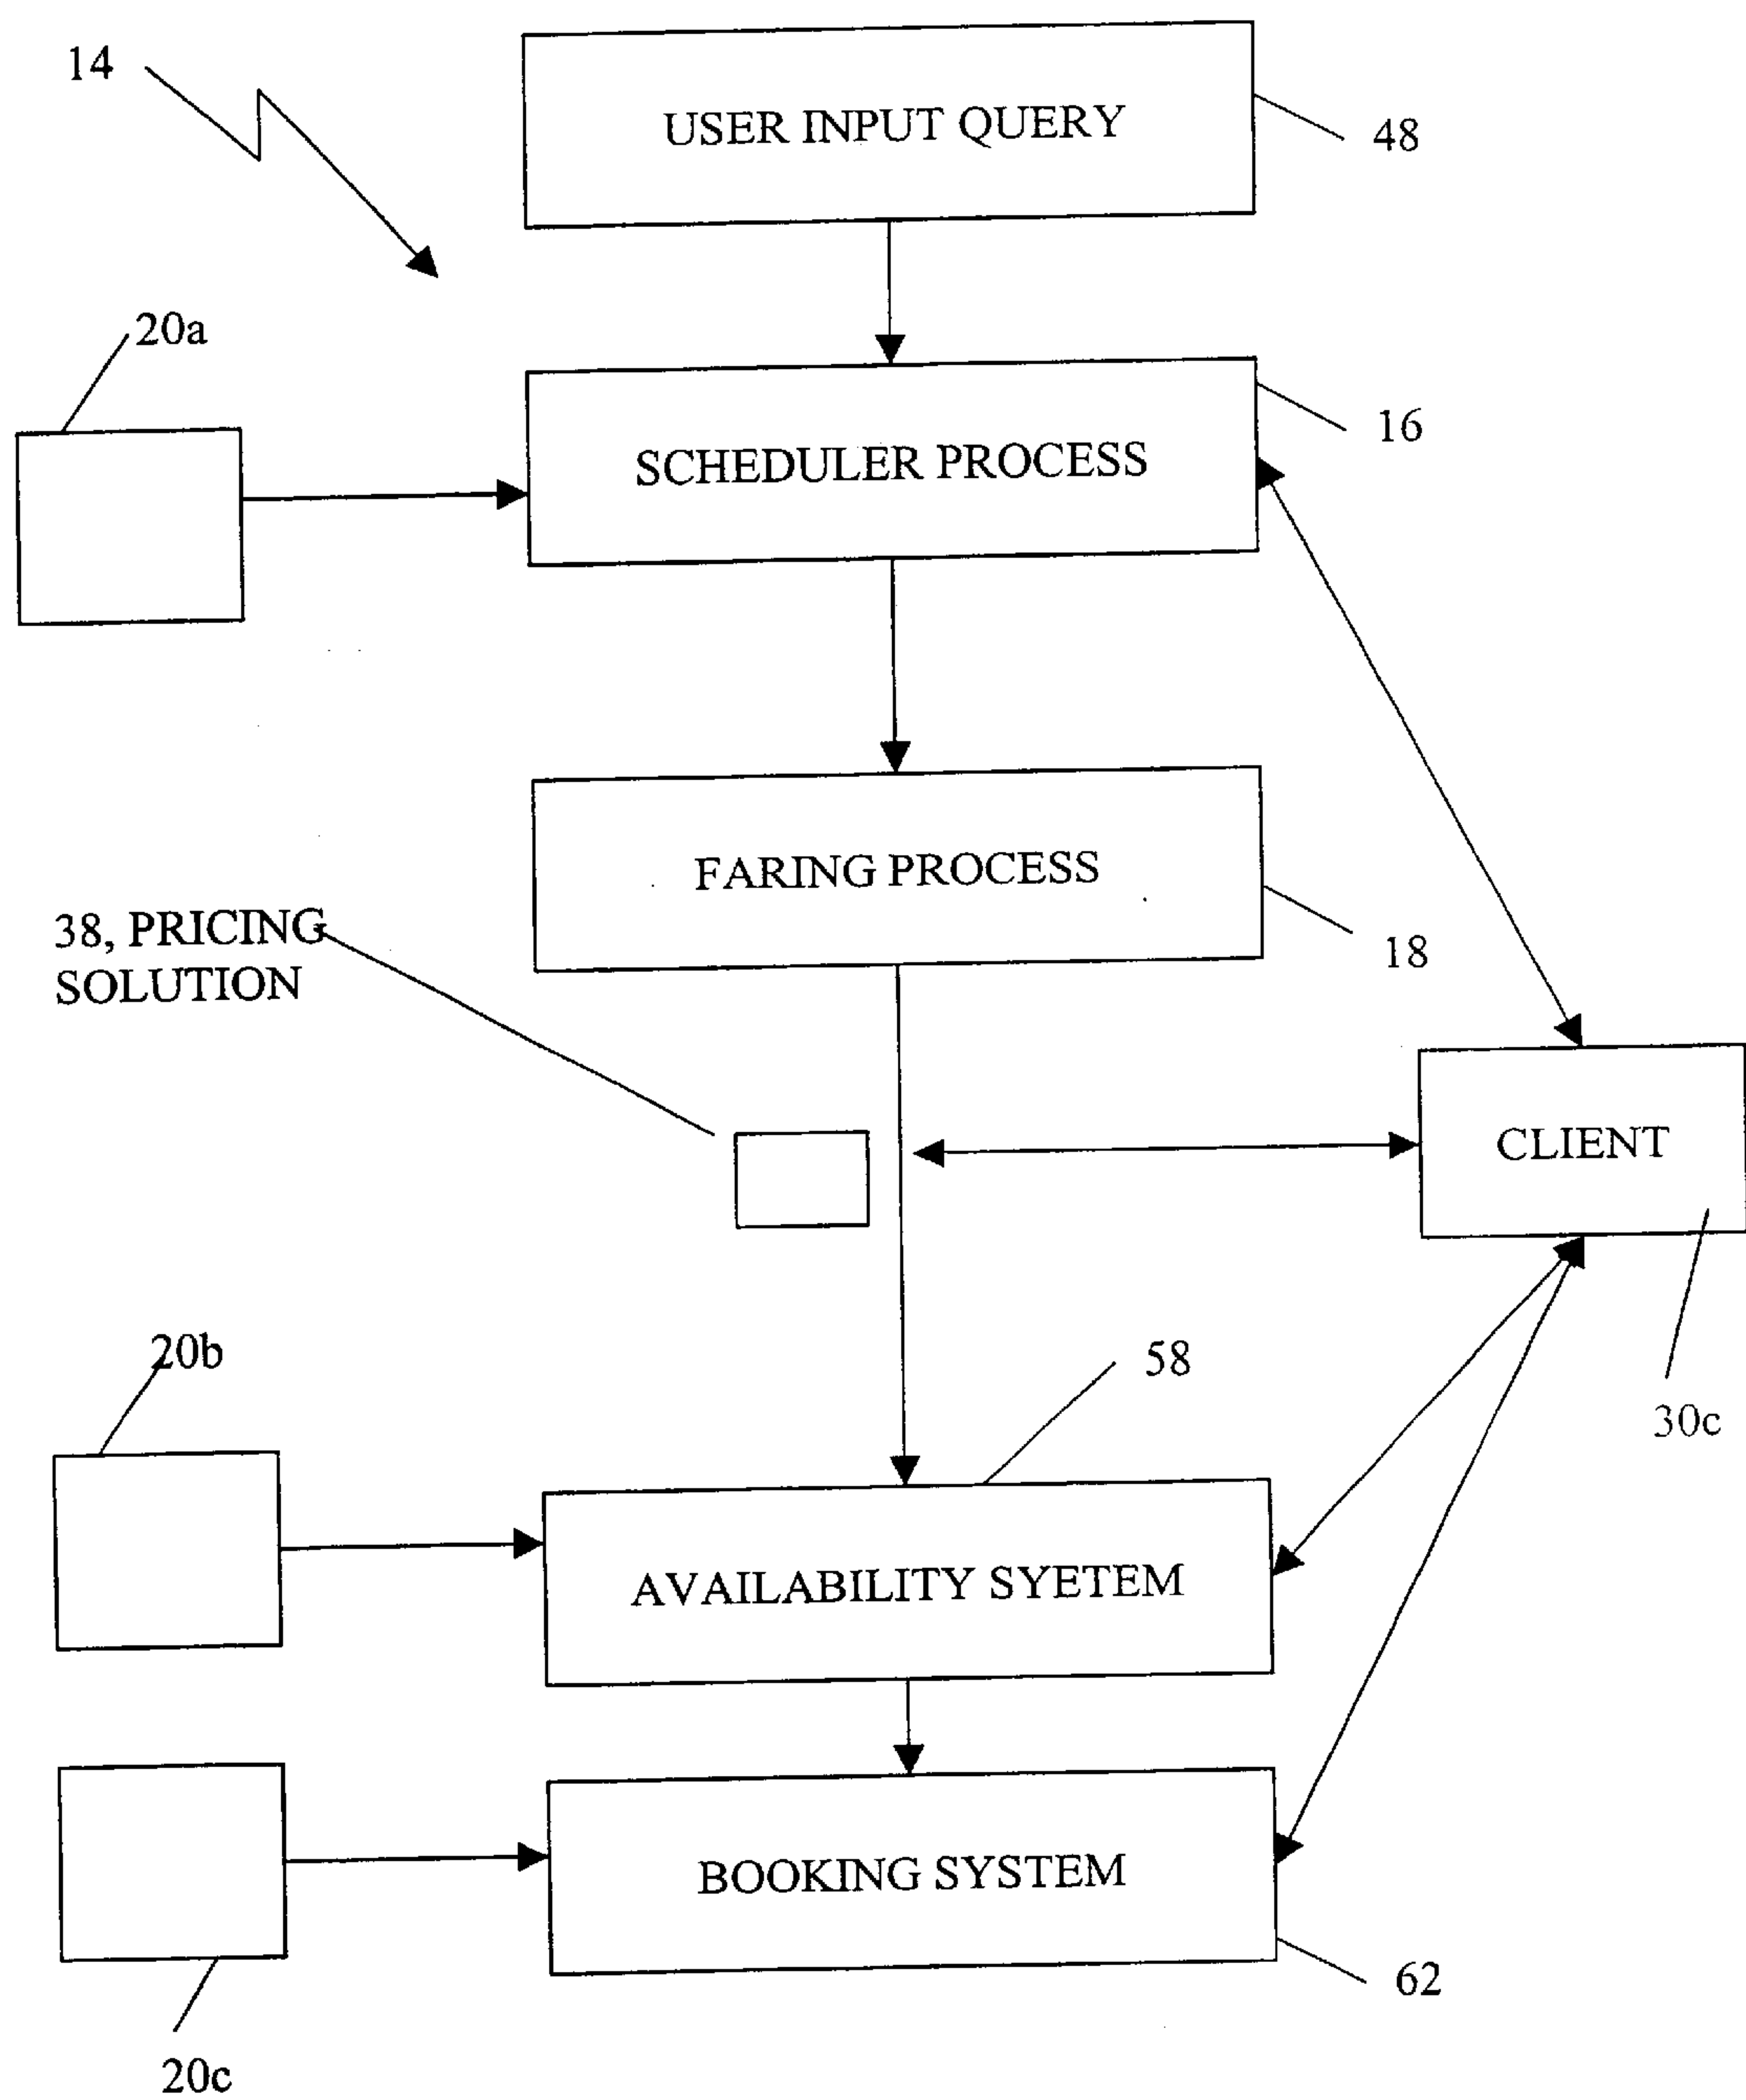 14
USER INPUT QUERY
48
20a
16
SCHEDULER PROCESS
FARING PROCESS
38, PRICING
SOLUTION
18
CLIENT
20b
58
30c
AVAILABILITY SYETEM
BOOKING SYSTEM
62
20c